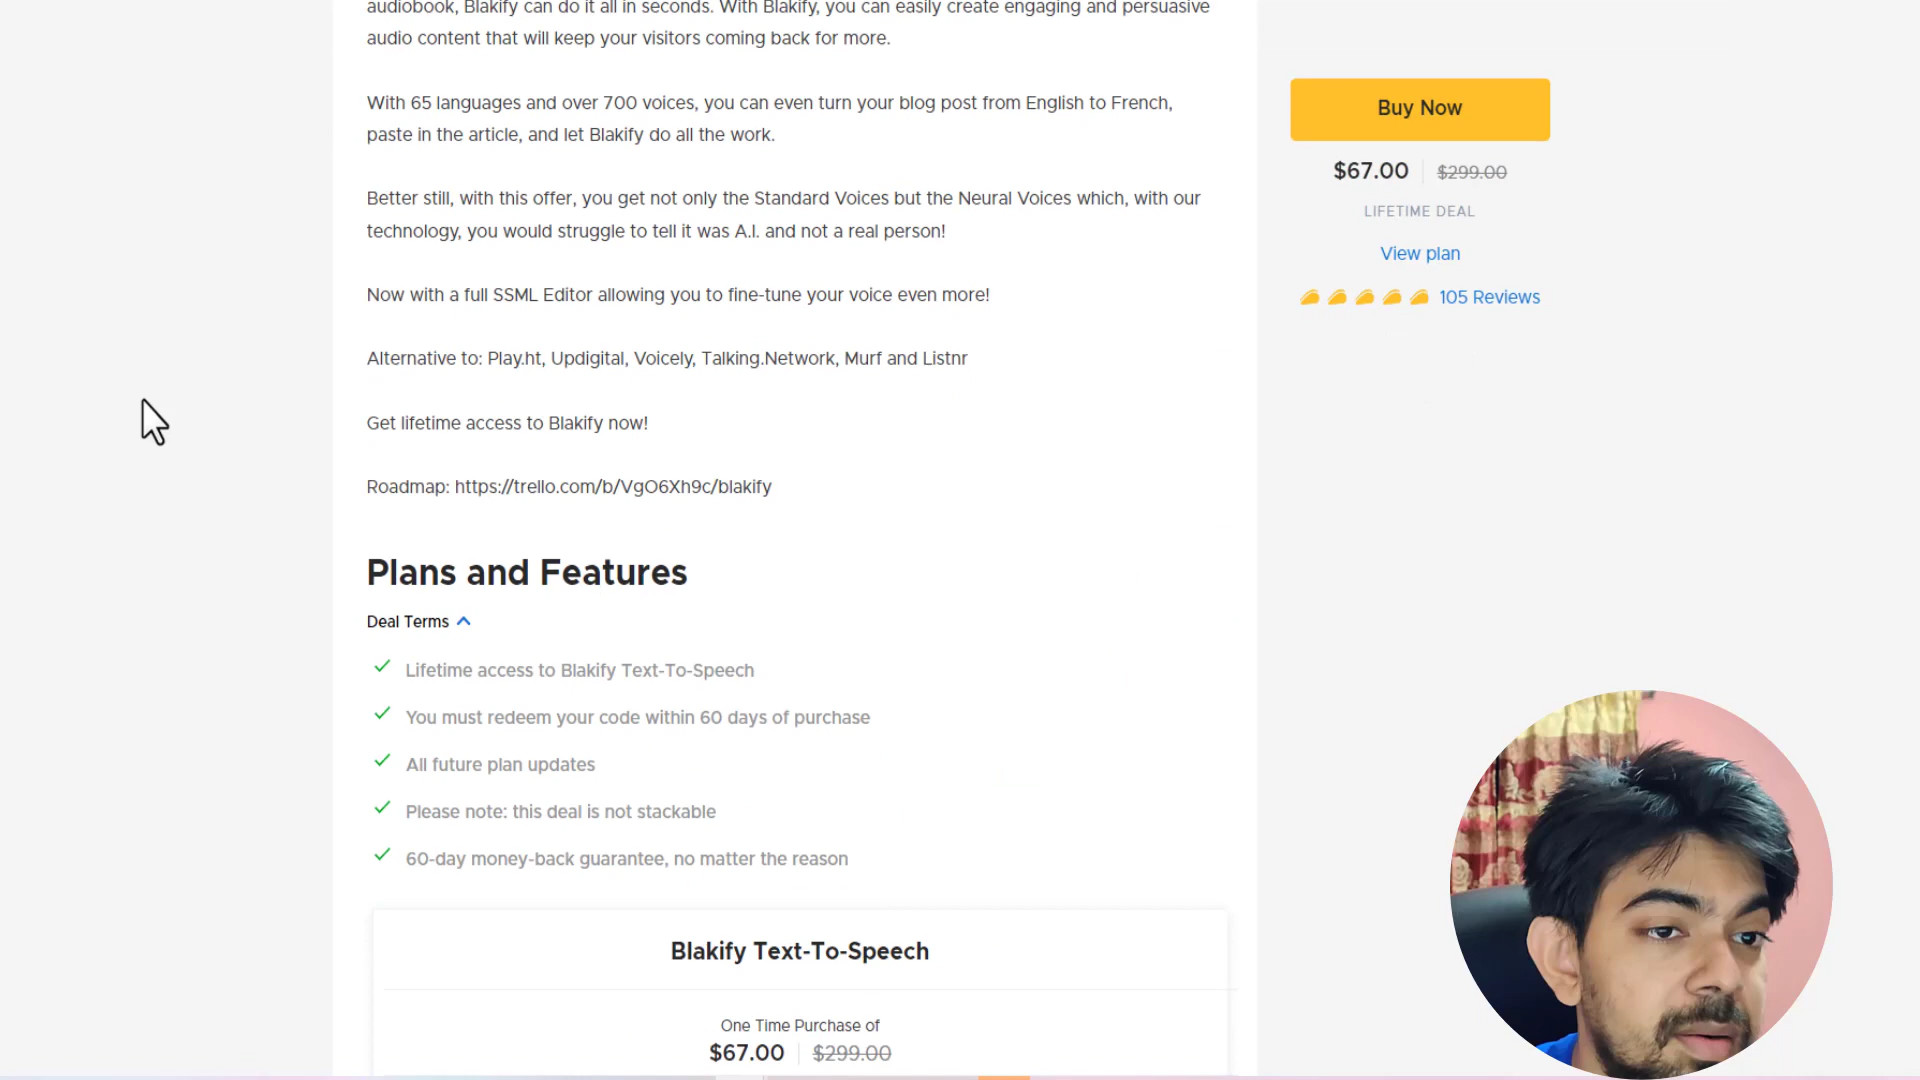 audiobook, Blakify can do it all in seconds. With Blakify, you can easily create engaging and persuasive
audio content that will keep your visitors coming back for more.
With 65 languages and over 700 voices, you can even turn your blog post from English to French,
paste in the article, and let Blakify do all the work.
Better still, with this offer, you get not only the Standard Voices but the Neural Voices which, with our
technology, you would struggle to tell it was A.I. and not a real person!
Now with a full SSML Editor allowing you to fine-tune your voice even more!
Alternative to: Play.ht, Updigital, Voicely, Talking.Network, Murf and Listnr
Get lifetime access to Blakify now!
Roadmap: https://trello.com/b/VgO6Xh9c/blakify
Plans and Features
Deal Terms
Lifetime access to Blakify Text-To-Speech
You must redeem your code within 60 days of purchase
All future plan updates
Please note: this deal is not stackable
60-day money-back guarantee, no matter the reason
Blakify Text-To-Speech
One Time Purchase of
$67.00 $299.00
Buy Now
$67.00 $299.00
LIFETIME DEAL
View plan
105 Reviews